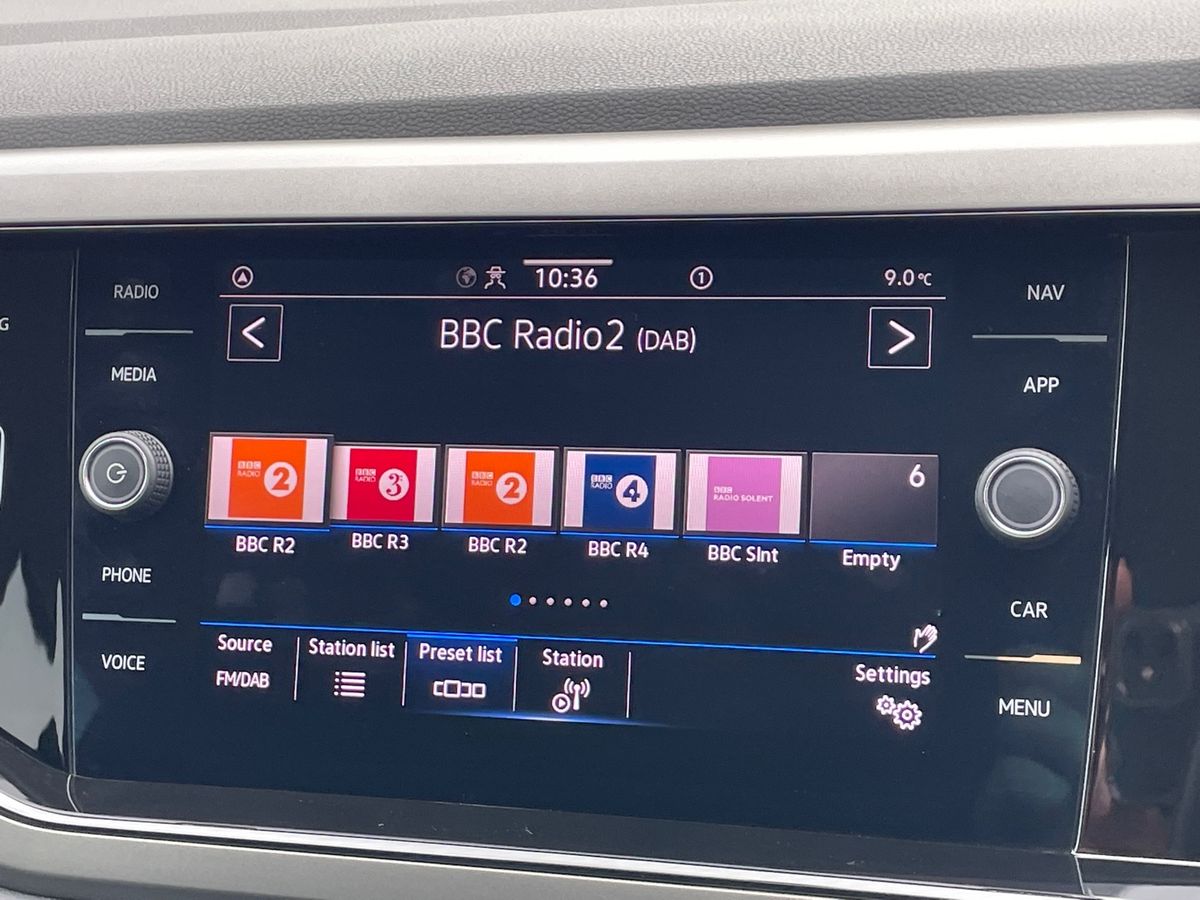 G
RADIO
MEDIA
PHONE
VOICE
10:36
1
9.0°C
< BBC Radio2 (DAB) >
BBC RADIO 2
BBC RADIO 3
BBC RADIO 2
BBC RADIO 4
BBC RADIO SOLENT
6
BBC R2 BBC R3 BBC R2 BBC R4 BBC Slnt Empty
Source Station list Preset list Station Settings
FM/DAB
NAV
APP
CAR
MENU